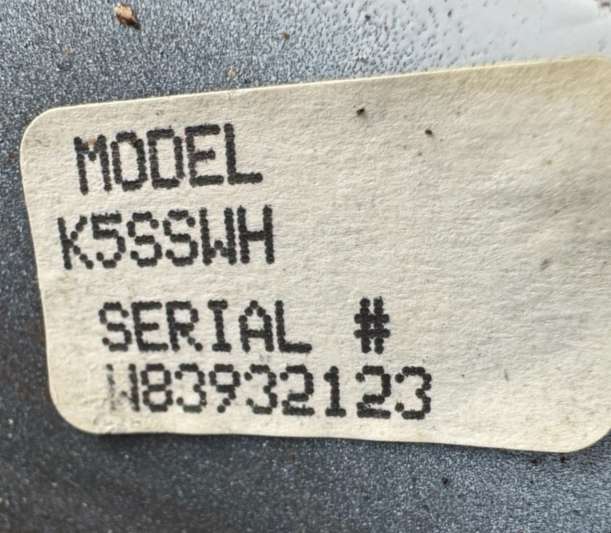 MODEL
K5SSWH
SERIAL #
W83932123